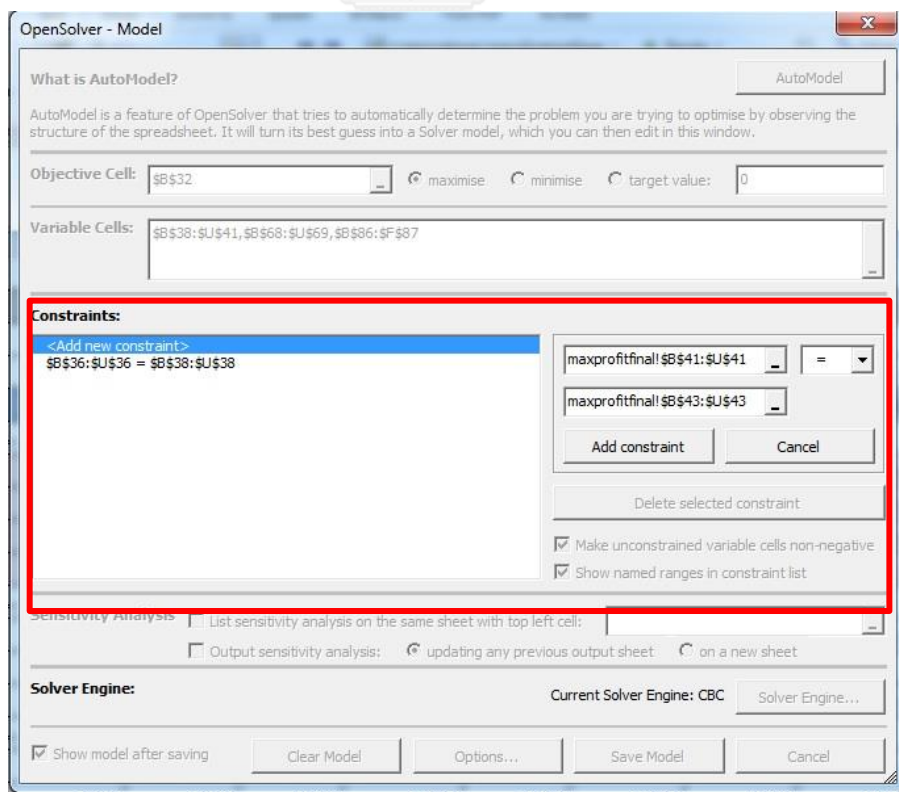 OpenSolver - Model
What is AutoModel?
AutoModel
AutoModel is a feature of OpenSolver that tries to automatically determine the problem you are trying to optimise by observing the
structure of the spreadsheet. It will turn its best guess into a Solver model, which you can then edit in this window.
Objective Cell: $B$32 _ maximise minimise target value: 0
Variable Cells: $B$38:$U$41,$B$68:$U$69,$B$86:$F$87 _
Constraints:
<Add new constraint>
$B$36:$U$36 = $B$38:$U$38
maxprofitfinal!$B$41:$U$41 _ =
maxprofitfinal!$B$43:$U$43 _
Add constraint Cancel
Delete selected constraint
Make unconstrained variable cells non-negative
Show named ranges in constraint list
Sensitivity Analysis List sensitivity analysis on the same sheet with top left cell: _
Output sensitivity analysis: updating any previous output sheet on a new sheet
Solver Engine: Current Solver Engine: CBC Solver Engine...
Show model after saving Clear Model Options... Save Model Cancel